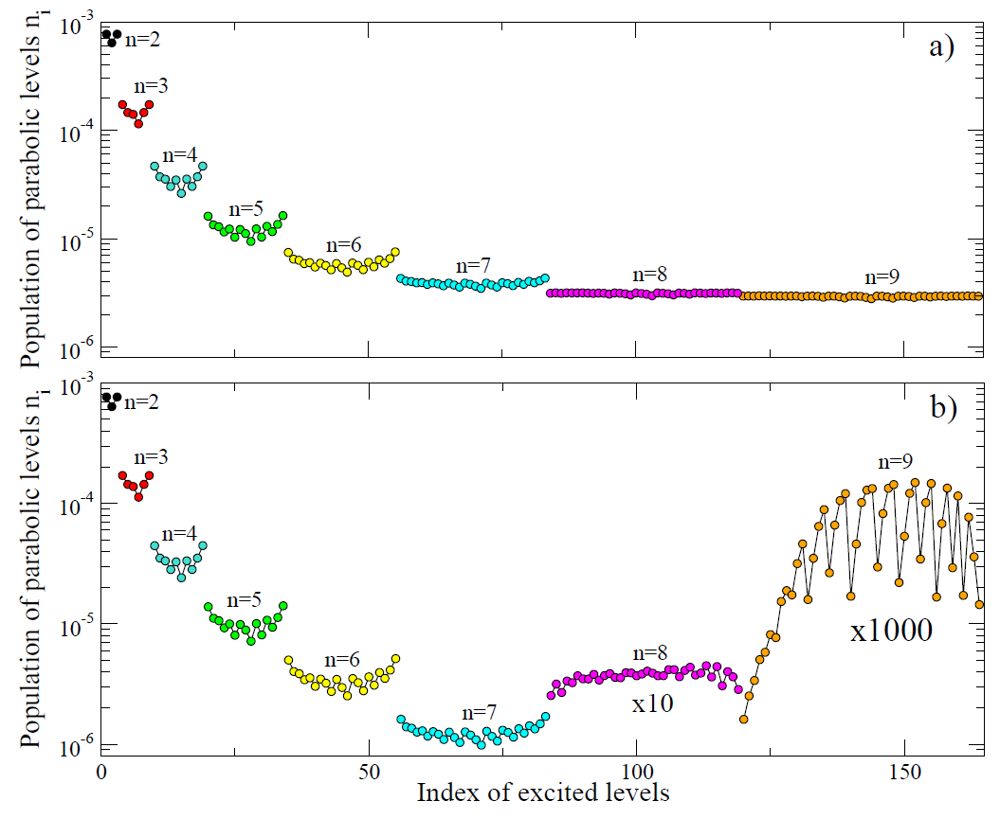 Population of parabolic levels nᵢ
10⁻³
10⁻⁴
10⁻⁵
10⁻⁶
a)
n=2
n=3
n=4
n=5
n=6
n=7
n=8
n=9
Population of parabolic levels nᵢ
10⁻³
10⁻⁴
10⁻⁵
10⁻⁶
b)
n=2
n=3
n=4
n=5
n=6
n=7
n=8
x10
n=9
x1000
0 50 100 150
Index of excited levels